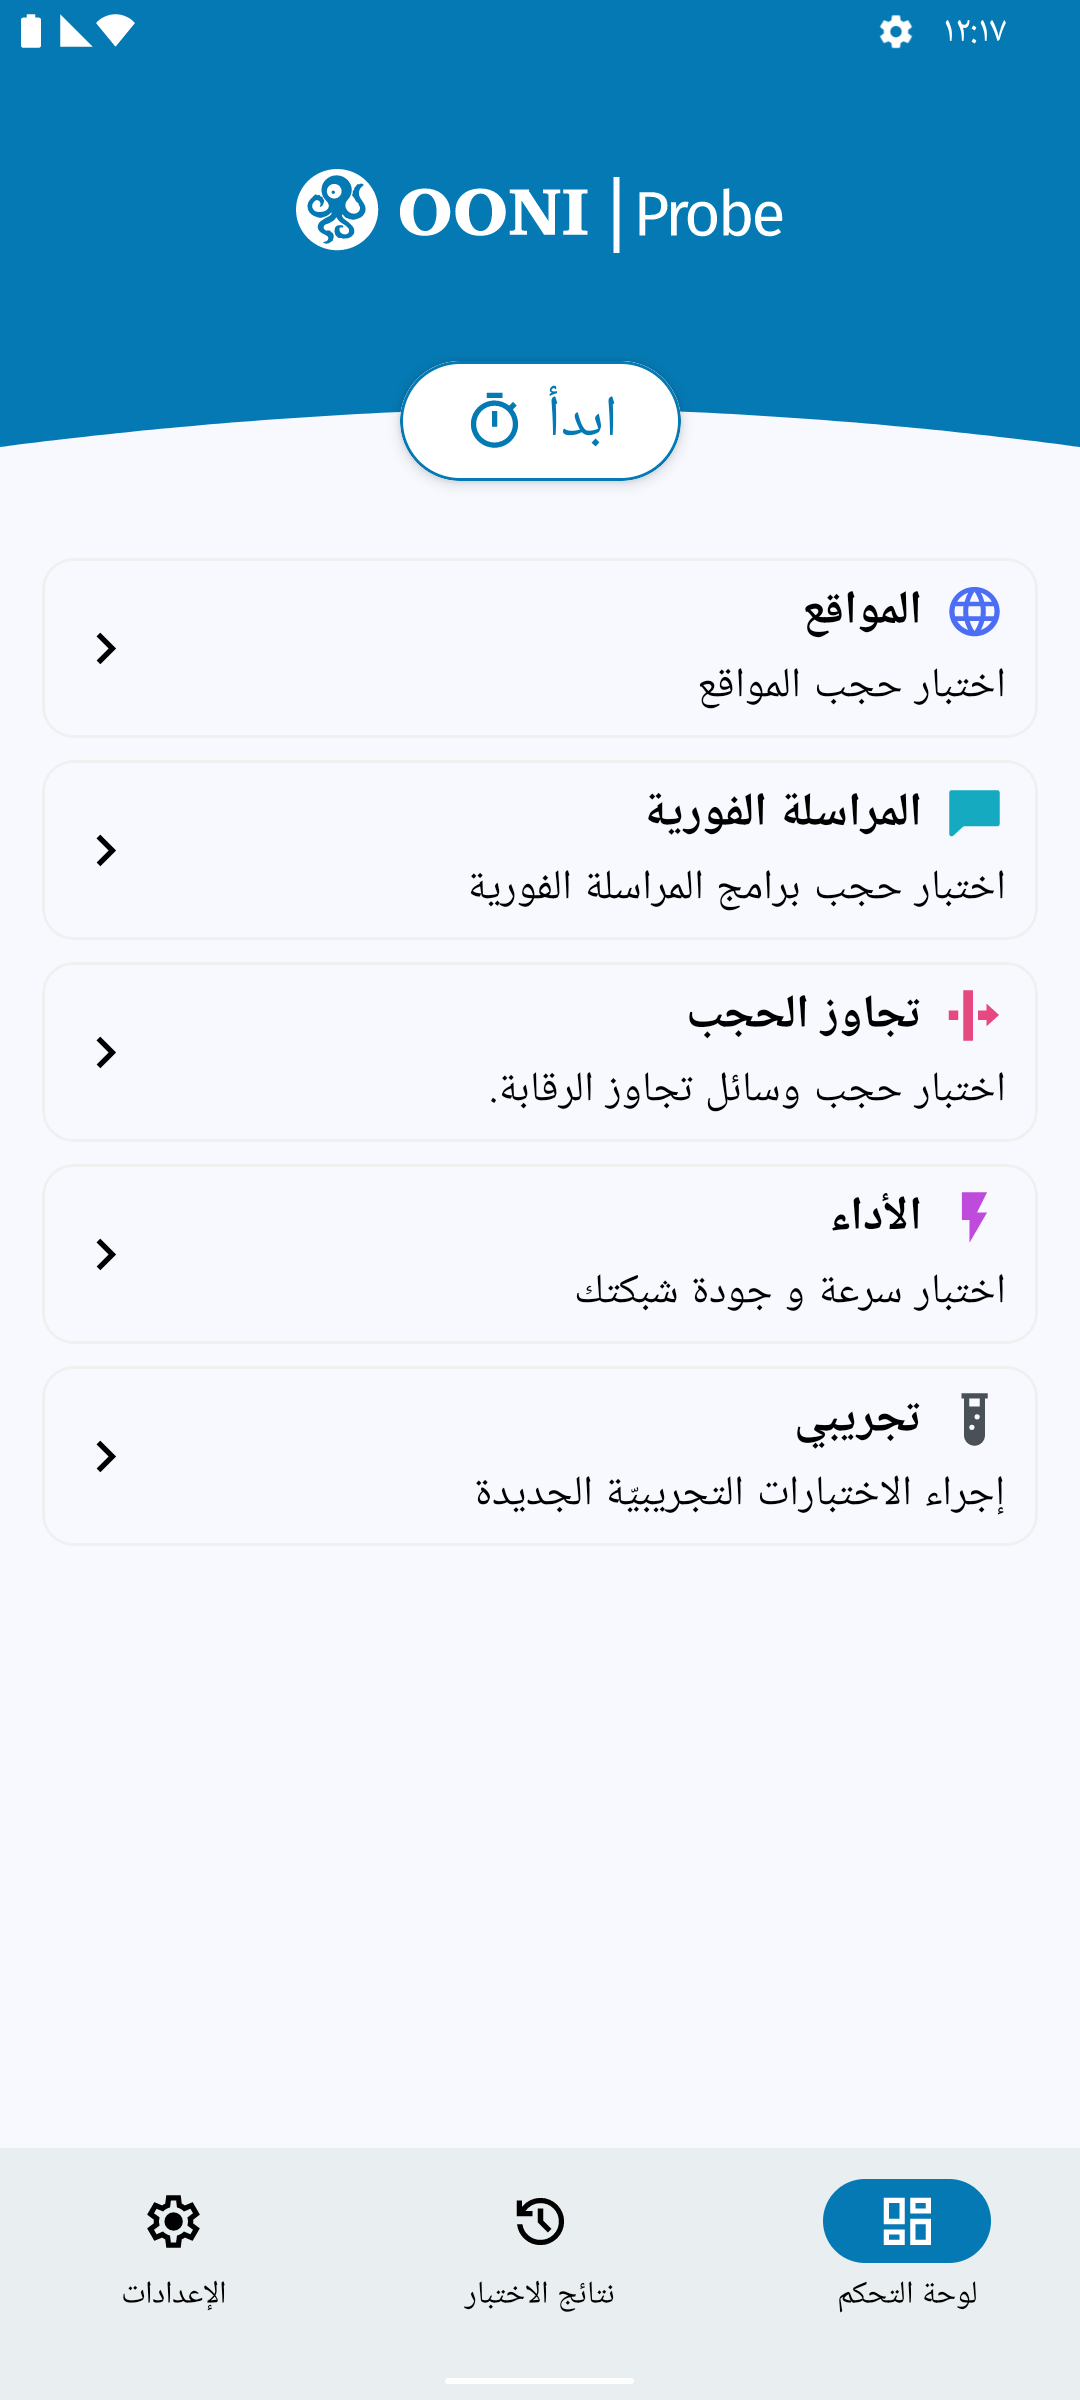 ١٢:١٧
OONI | Probe
ابدأ
المواقع
اختبار حجب المواقع
المراسلة الفورية
اختبار حجب برامج المراسلة الفورية
تجاوز الحجب
اختبار حجب وسائل تجاوز الرقابة.
الأداء
اختبار سرعة و جودة شبكتك
تجريبي
إجراء الاختبارات التجريبيّة الجديدة
لوحة التحكم
نتائج الاختبار
الإعدادات